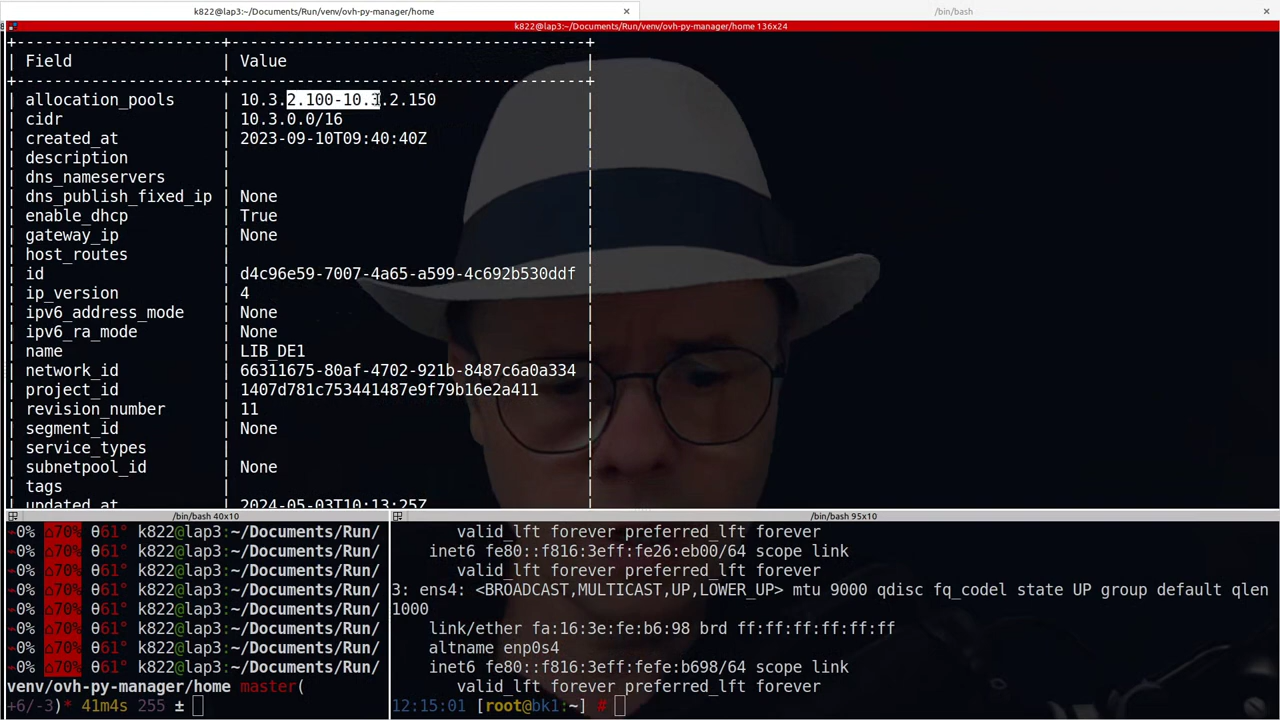 k822@lap3:~/Documents/Run/venv/ovh-py-manager/home
/bin/bash
k822@lap3:~/Documents/Run/venv/ovh-py-manager/home 136x24
| Field | Value |
| allocation_pools | 10.3.2.100-10.3.2.150 |
| cidr | 10.3.0.0/16 |
| created_at | 2023-09-10T09:40:40Z |
| description | |
| dns_nameservers | |
| dns_publish_fixed_ip | None |
| enable_dhcp | True |
| gateway_ip | None |
| host_routes | |
| id | d4c96e59-7007-4a65-a599-4c692b530ddf |
| ip_version | 4 |
| ipv6_address_mode | None |
| ipv6_ra_mode | None |
| name | LIB_DE1 |
| network_id | 66311675-80af-4702-921b-8487c6a0a334 |
| project_id | 1407d781c753441487e9f79b16e2a411 |
| revision_number | 11 |
| segment_id | None |
| service_types | |
| subnetpool_id | None |
| tags | |
| updated_at | 2024-05-03T10:13:25Z |
/bin/bash 40x10
~0% ⌂70% θ61° k822@lap3:~/Documents/Run/
~0% ⌂70% θ61° k822@lap3:~/Documents/Run/
~0% ⌂70% θ61° k822@lap3:~/Documents/Run/
~0% ⌂70% θ61° k822@lap3:~/Documents/Run/
~0% ⌂70% θ61° k822@lap3:~/Documents/Run/
~0% ⌂70% θ61° k822@lap3:~/Documents/Run/
~0% ⌂70% θ61° k822@lap3:~/Documents/Run/
~0% ⌂70% θ61° k822@lap3:~/Documents/Run/
venv/ovh-py-manager/home master(
+6/-3)* 41m4s 255 ±
/bin/bash 95x10
valid_lft forever preferred_lft forever
inet6 fe80::f816:3eff:fe26:eb00/64 scope link
valid_lft forever preferred_lft forever
3: ens4: <BROADCAST,MULTICAST,UP,LOWER_UP> mtu 9000 qdisc fq_codel state UP group default qlen
1000
link/ether fa:16:3e:fe:b6:98 brd ff:ff:ff:ff:ff:ff
altname enp0s4
inet6 fe80::f816:3eff:fefe:b698/64 scope link
valid_lft forever preferred_lft forever
12:15:01 [root@bk1:~] #